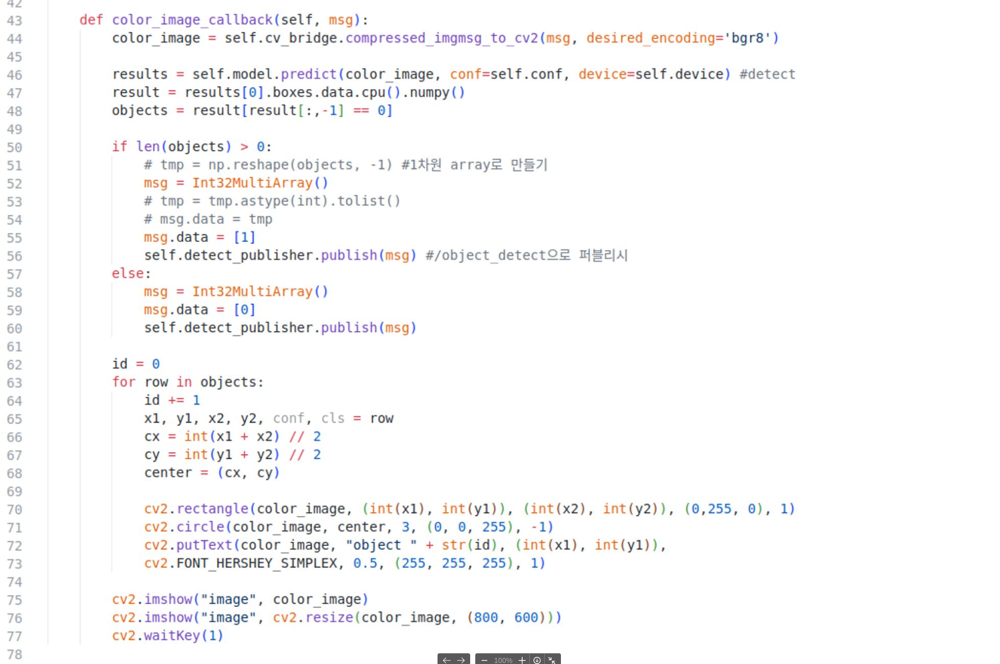 42
43 def color_image_callback(self, msg):
44 color_image = self.cv_bridge.compressed_imgmsg_to_cv2(msg, desired_encoding='bgr8')
45
46 results = self.model.predict(color_image, conf=self.conf, device=self.device) #detect
47 result = results[0].boxes.data.cpu().numpy()
48 objects = result[result[:,-1] == 0]
49
50 if len(objects) > 0:
51 # tmp = np.reshape(objects, -1) #1차원 array로 만들기
52 msg = Int32MultiArray()
53 # tmp = tmp.astype(int).tolist()
54 # msg.data = tmp
55 msg.data = [1]
56 self.detect_publisher.publish(msg) #/object_detect으로 퍼블리시
57 else:
58 msg = Int32MultiArray()
59 msg.data = [0]
60 self.detect_publisher.publish(msg)
61
62 id = 0
63 for row in objects:
64 id += 1
65 x1, y1, x2, y2, conf, cls = row
66 cx = int(x1 + x2) // 2
67 cy = int(y1 + y2) // 2
68 center = (cx, cy)
69
70 cv2.rectangle(color_image, (int(x1), int(y1)), (int(x2), int(y2)), (0,255, 0), 1)
71 cv2.circle(color_image, center, 3, (0, 0, 255), -1)
72 cv2.putText(color_image, "object " + str(id), (int(x1), int(y1)),
73 cv2.FONT_HERSHEY_SIMPLEX, 0.5, (255, 255, 255), 1)
74
75 cv2.imshow("image", color_image)
76 cv2.imshow("image", cv2.resize(color_image, (800, 600)))
77 cv2.waitKey(1)
78
100%